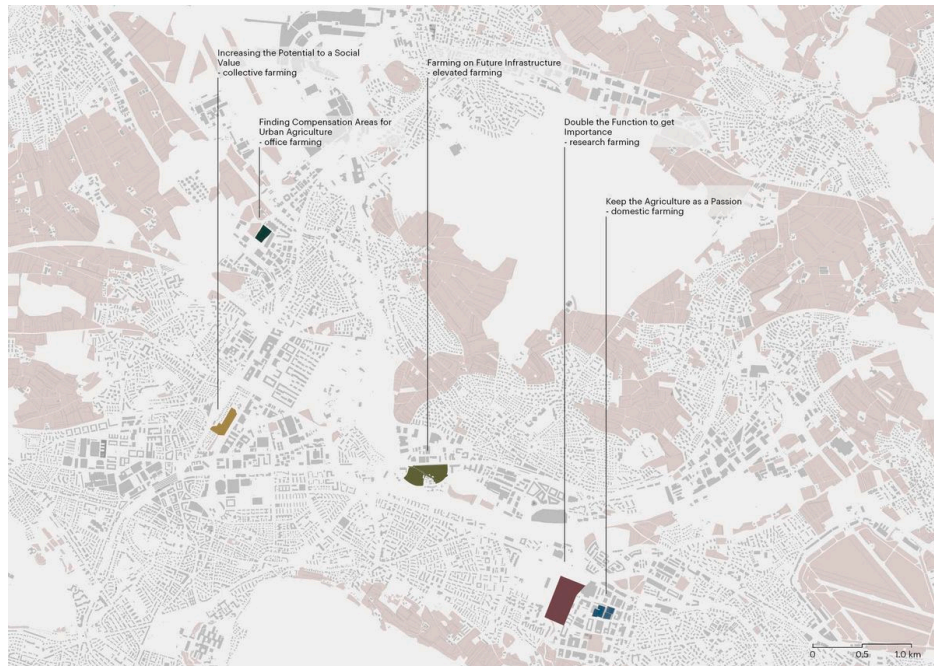 Increasing the Potential to a Social
Value
- collective farming
Farming on Future Infrastructure
- elevated farming
Finding Compensation Areas for
Urban Agriculture
- office farming
Double the Function to get
Importance
- research farming
Keep the Agriculture as a Passion
- domestic farming
0 0.5 1.0 km